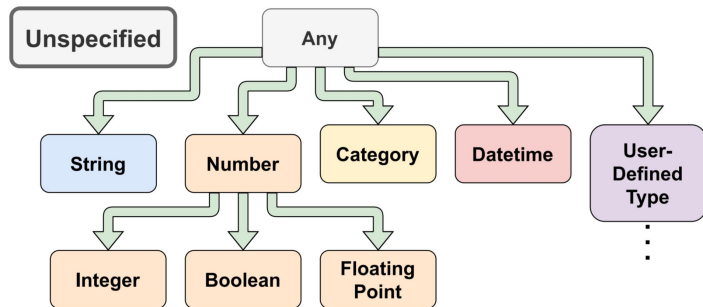 Unspecified
Any
String
Number
Category
Datetime
User-
Defined
Type
Integer
Boolean
Floating
Point